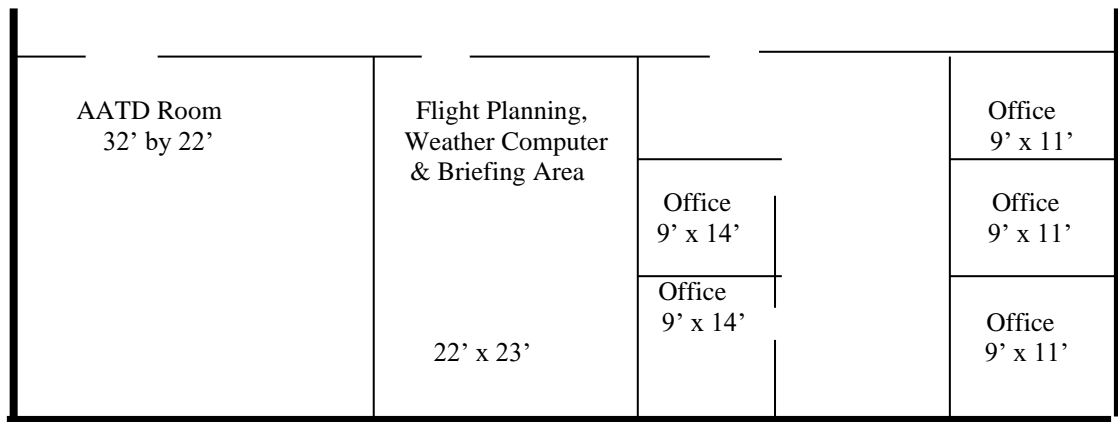 AATD Room
32’ by 22’
Flight Planning,
Weather Computer
& Briefing Area
22’ x 23’
Office
9’ x 14’
Office
9’ x 14’
Office
9’ x 11’
Office
9’ x 11’
Office
9’ x 11’